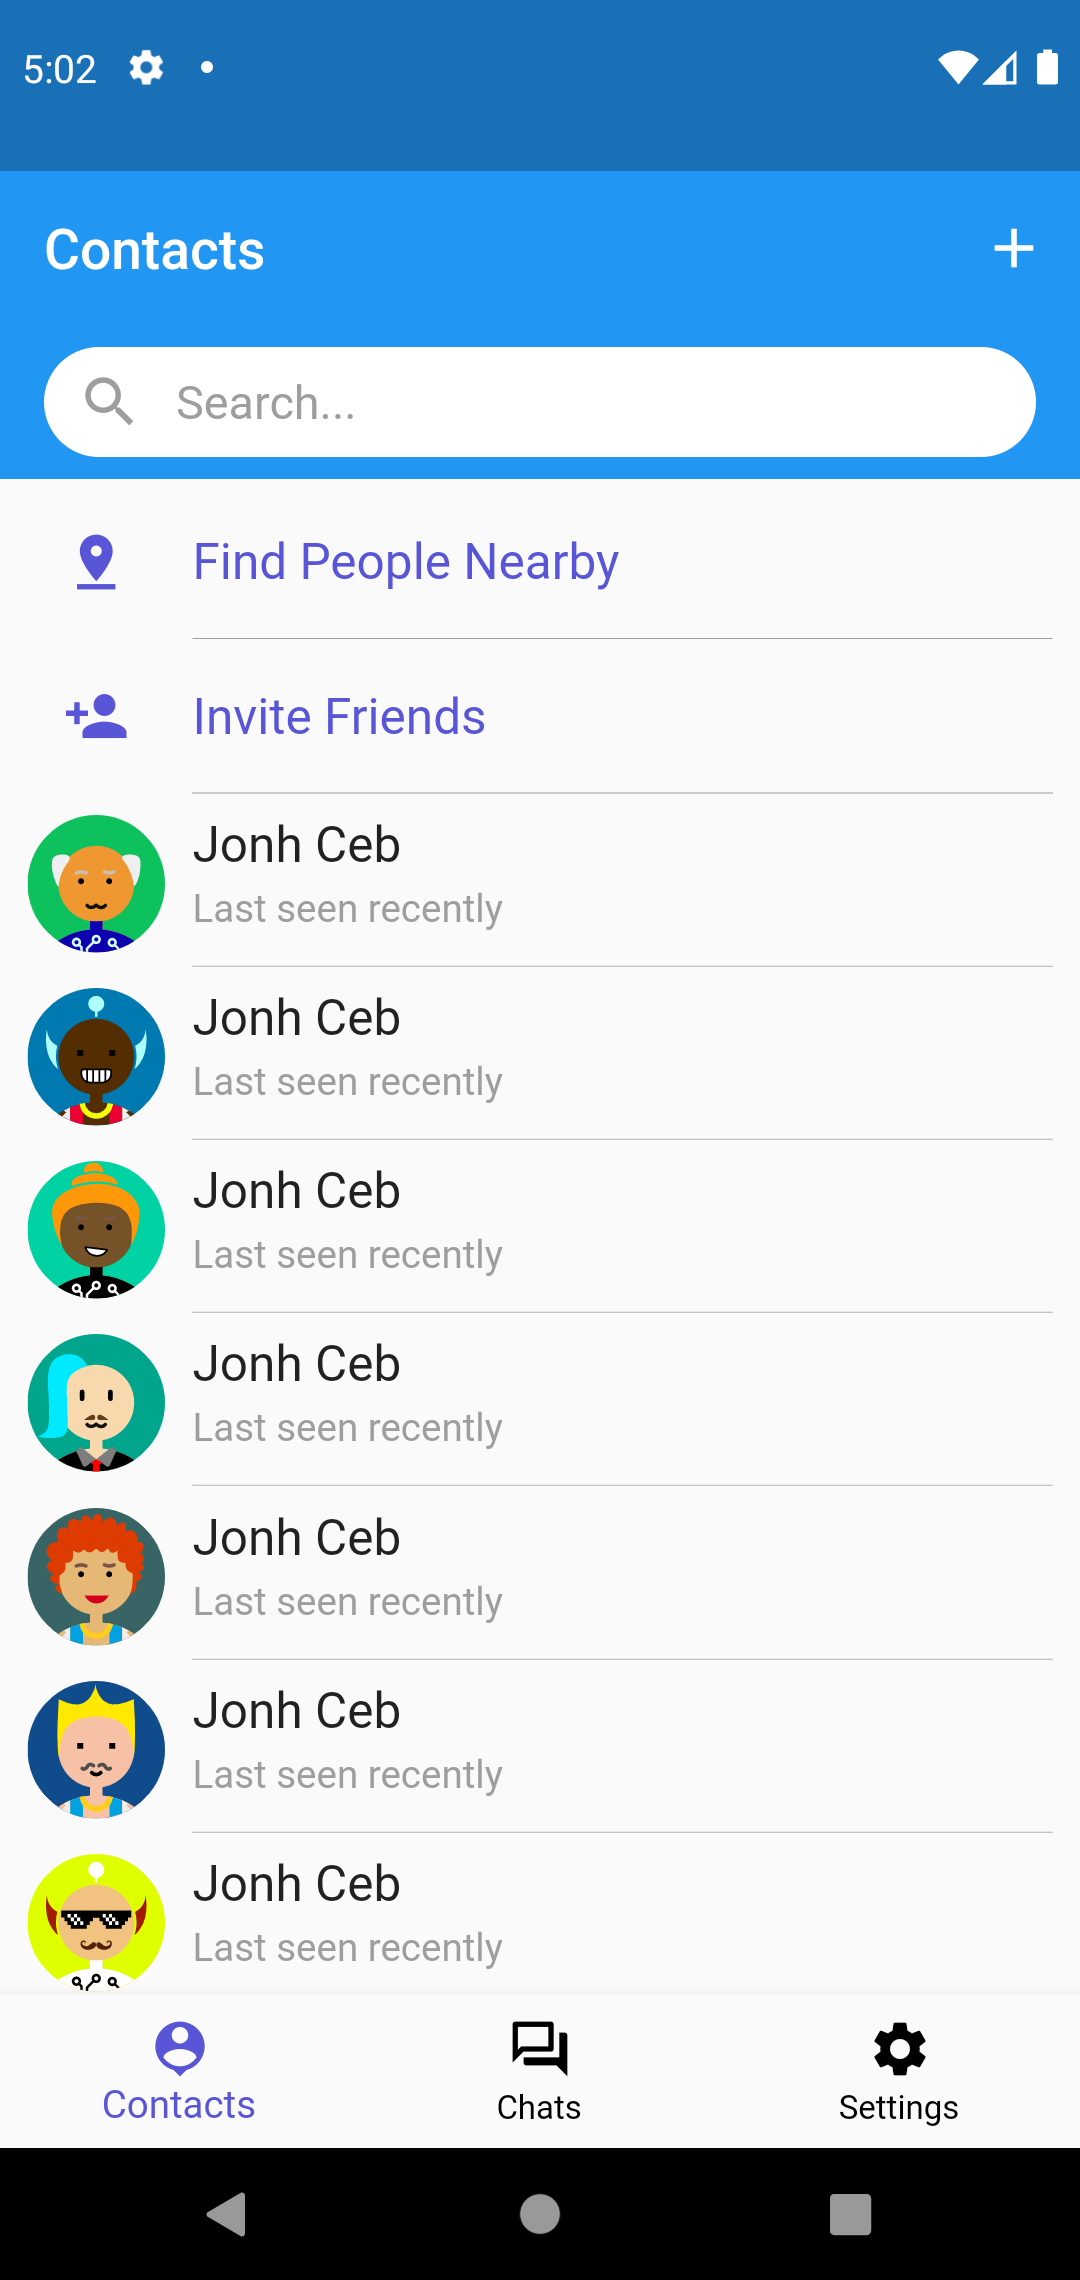 5:02
Contacts
Search...
Find People Nearby
Invite Friends
Jonh Ceb
Last seen recently
Jonh Ceb
Last seen recently
Jonh Ceb
Last seen recently
Jonh Ceb
Last seen recently
Jonh Ceb
Last seen recently
Jonh Ceb
Last seen recently
Jonh Ceb
Last seen recently
Contacts
Chats
Settings